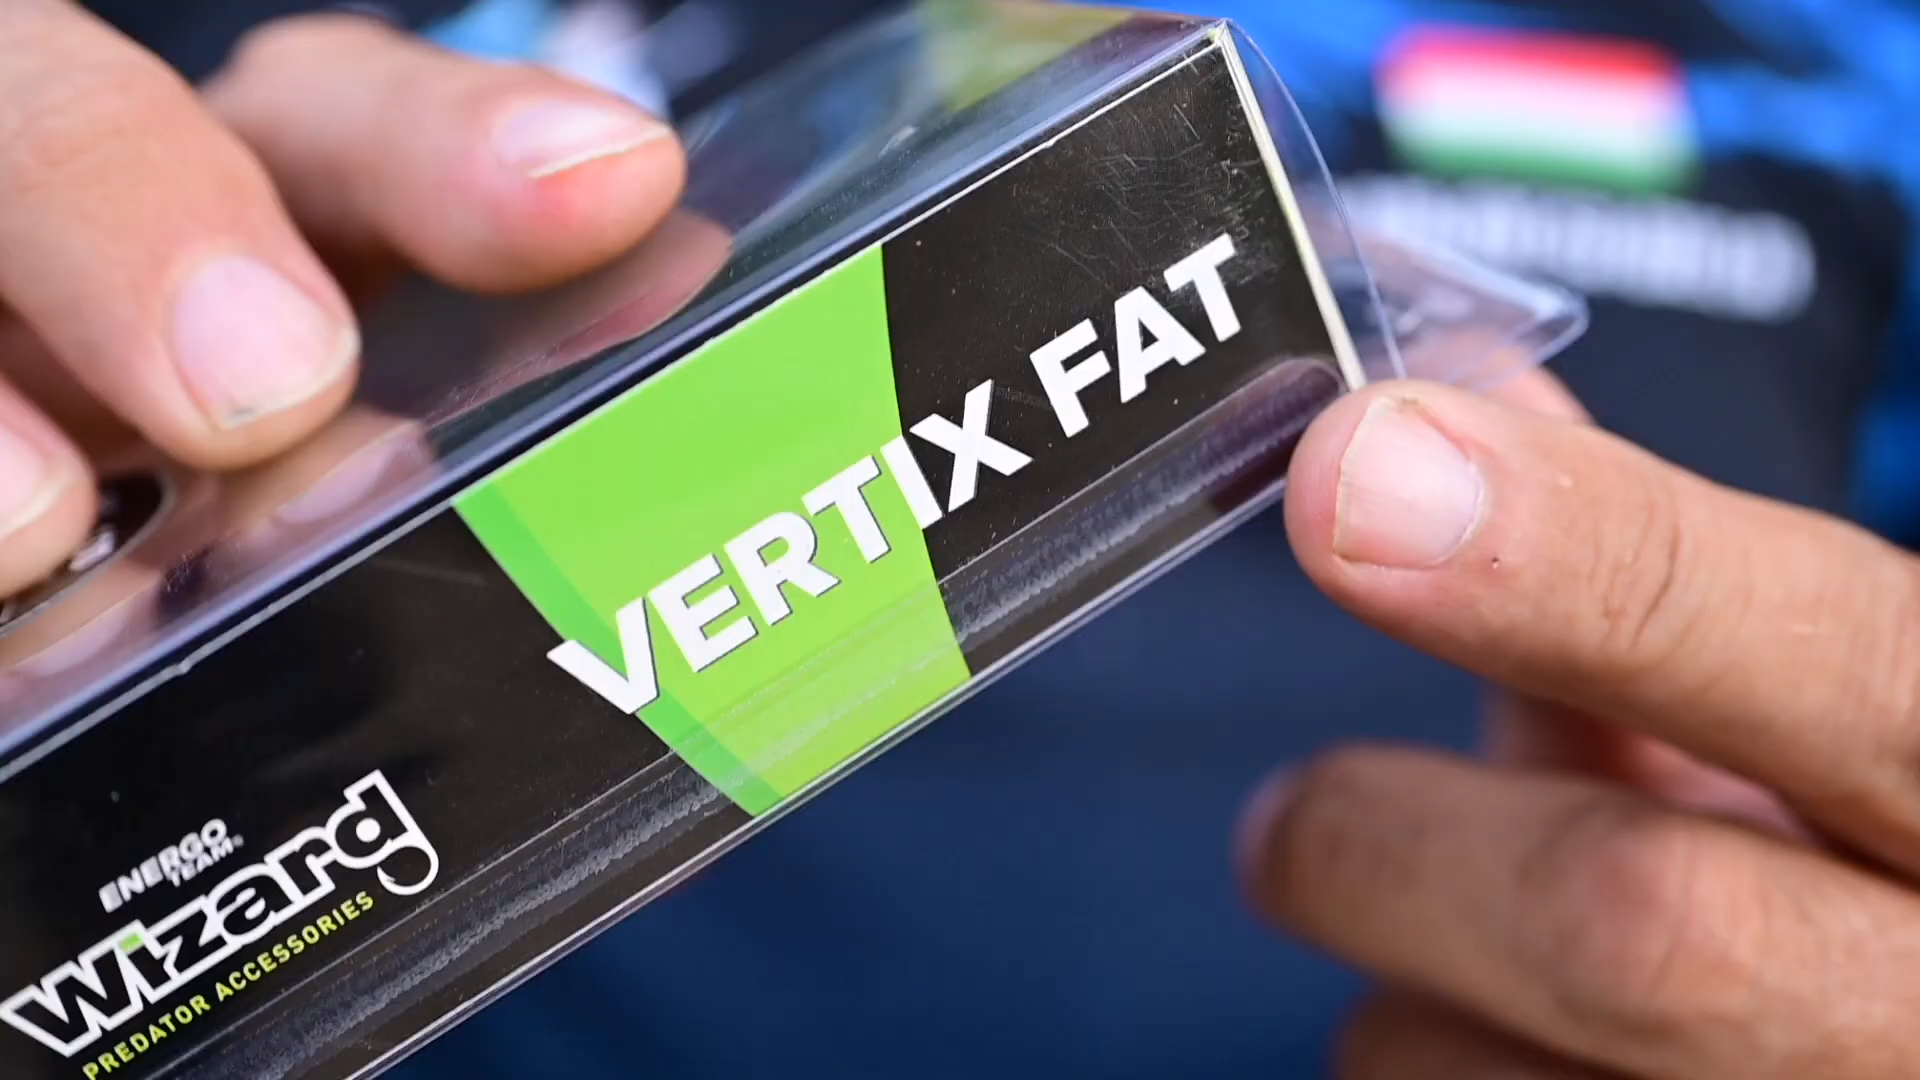 VERTIX FAT
ENERGO
TEAM®
wizard
PREDATOR ACCESSORIES